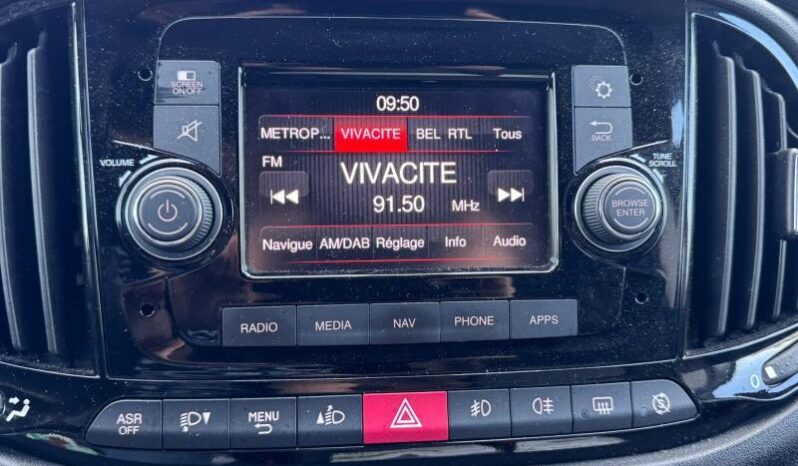 SCREEN
ON/OFF
09:50
METROP... VIVACITE BEL RTL Tous
BACK
VOLUME
FM
VIVACITE
TUNE
SCROLL
91.50 MHz
BROWSE
ENTER
Navigue AM/DAB Réglage Info Audio
RADIO MEDIA NAV PHONE APPS
0
ASR
OFF
MENU